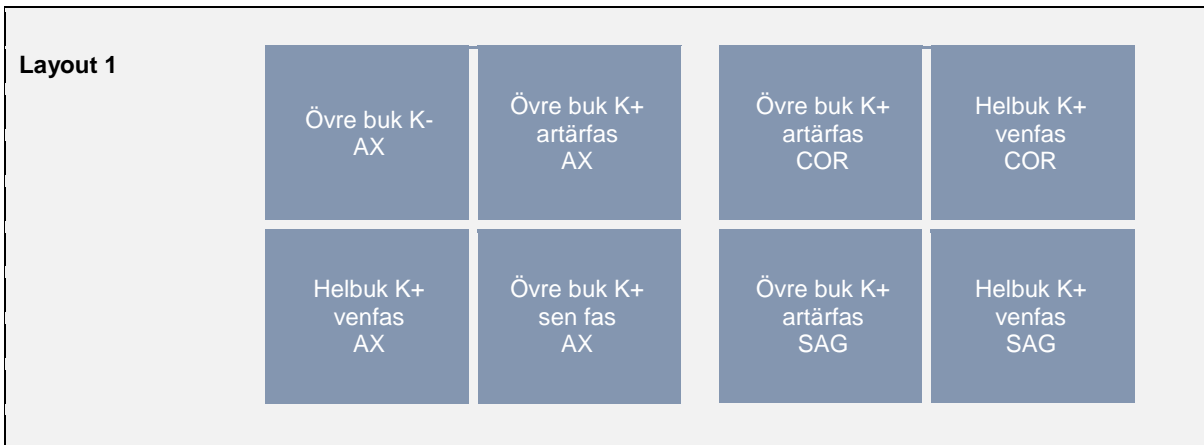 Layout 1
Övre buk K-
AX
Övre buk K+
artärfas
AX
Övre buk K+
artärfas
COR
Helbuk K+
venfas
COR
Helbuk K+
venfas
AX
Övre buk K+
sen fas
AX
Övre buk K+
artärfas
SAG
Helbuk K+
venfas
SAG